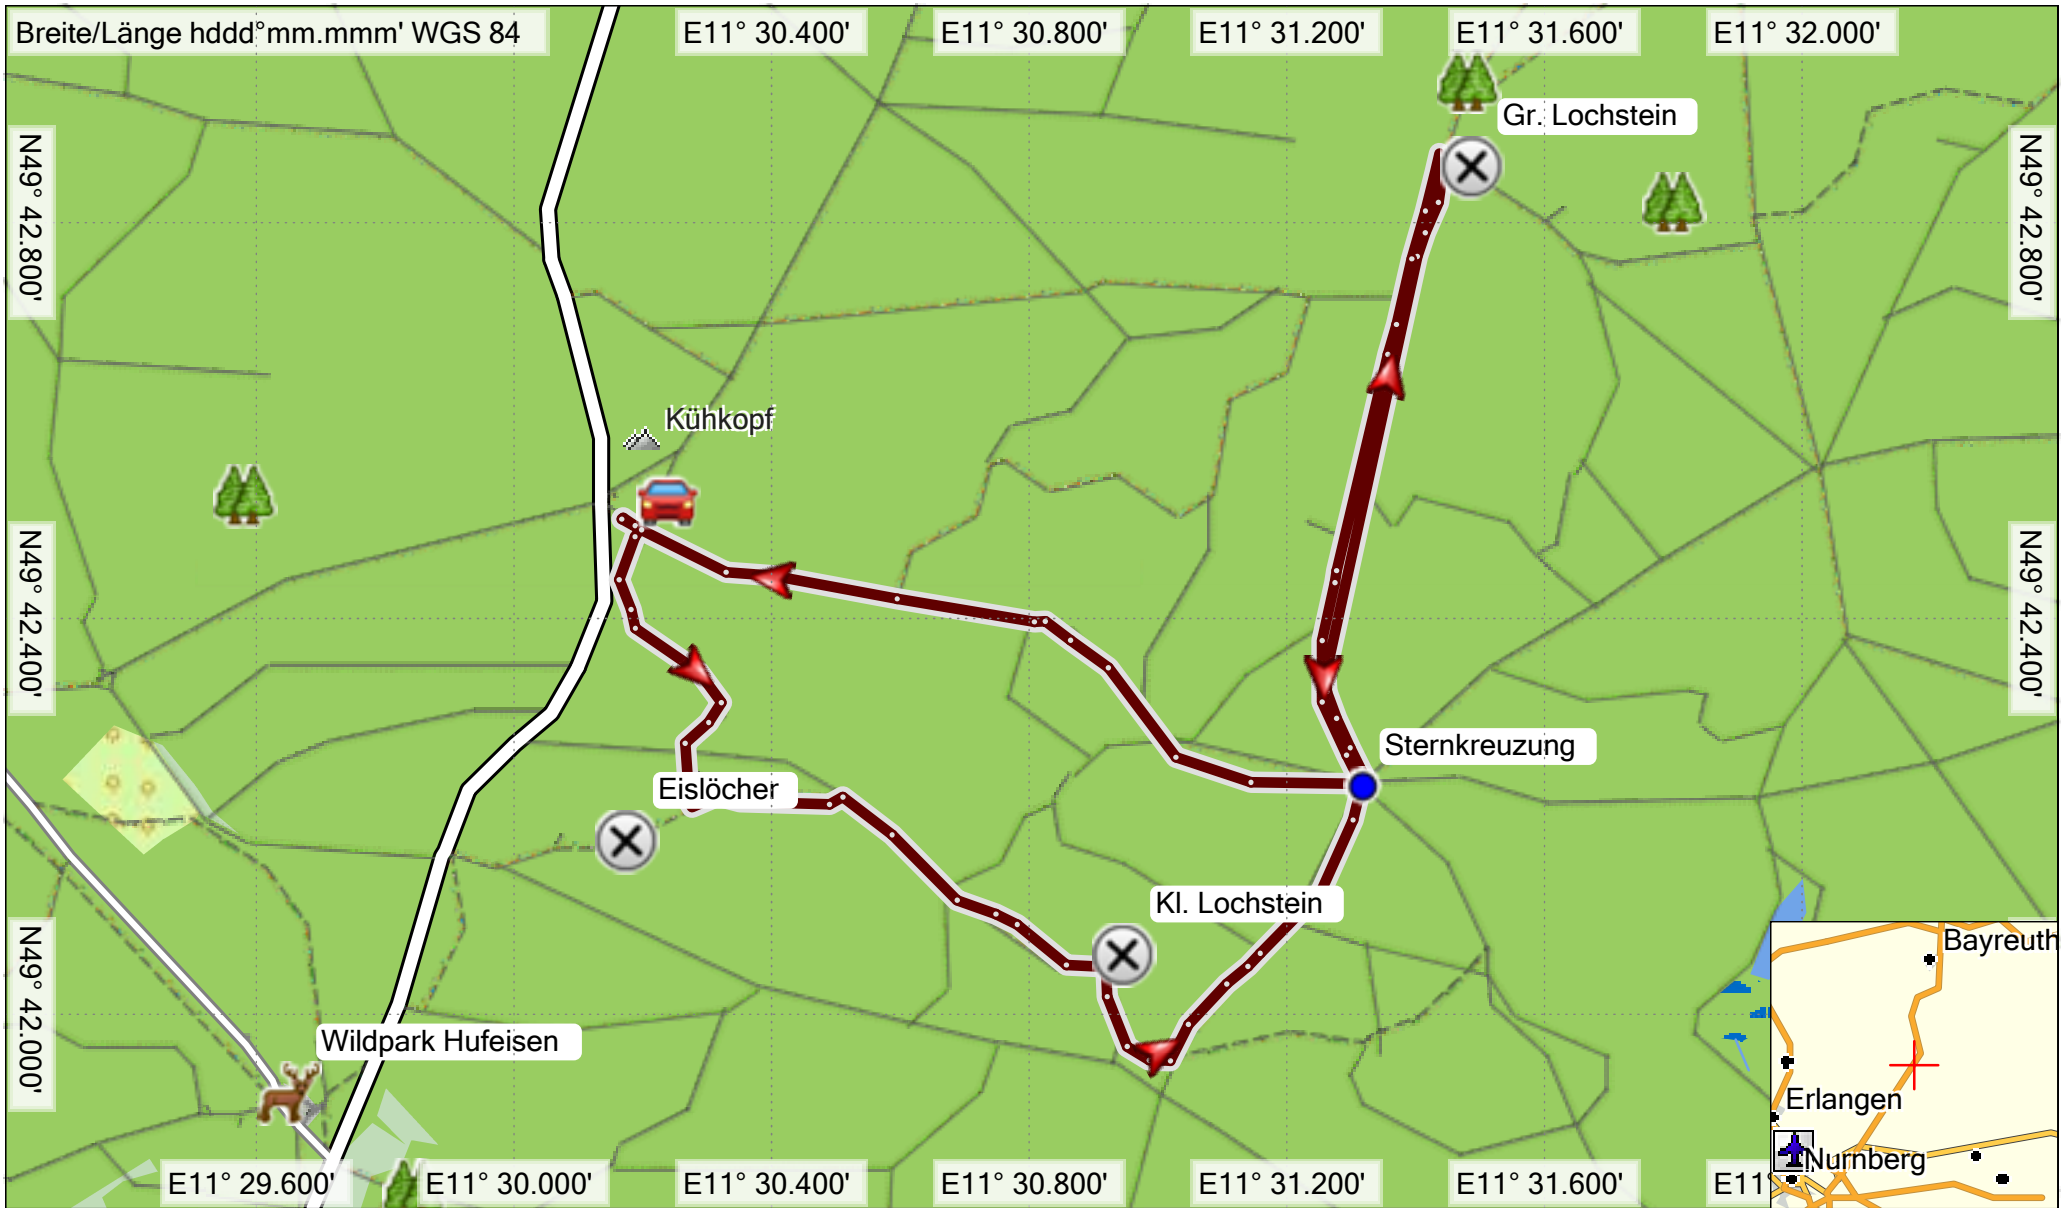 Breite/Länge hddd°mm.mmm' WGS 84
E11° 30.400'
E11° 30.800'
E11° 31.200'
E11° 31.600'
E11° 32.000'
Gr. Lochstein
N49° 42.800'
N49° 42.800'
Kühkopf
N49° 42.400'
N49° 42.400'
Sternkreuzung
Eislöcher
Kl. Lochstein
N49° 42.000'
Bayreuth
Wildpark Hufeisen
Erlangen
Nürnberg
E11° 29.600'
E11° 30.000'
E11° 30.400'
E11° 30.800'
E11° 31.200'
E11° 31.600'
E11°